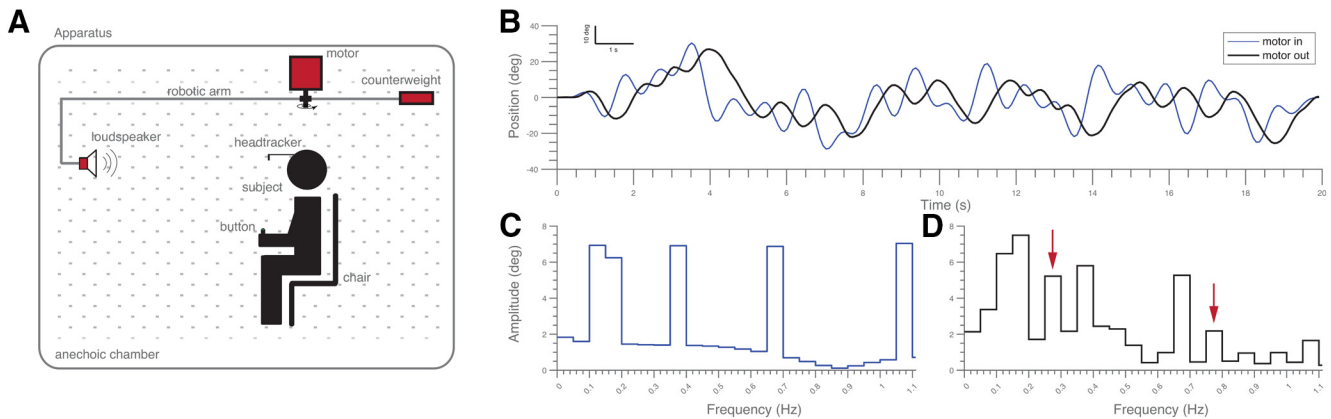 A
Apparatus
motor
counterweight
robotic arm
loudspeaker
headtracker
subject
button
chair
anechoic chamber
B
10 deg
1 s
motor in
motor out
Position (deg)
40
20
0
-20
-40
0 2 4 6 8 10 12 14 16 18 20
Time (s)
C
Amplitude (deg)
8
6
4
2
0
0 0.1 0.2 0.3 0.4 0.5 0.6 0.7 0.8 0.9 1.0 1.1
Frequency (Hz)
D
8
6
4
2
0
0 0.1 0.2 0.3 0.4 0.5 0.6 0.7 0.8 0.9 1.0 1.1
Frequency (Hz)